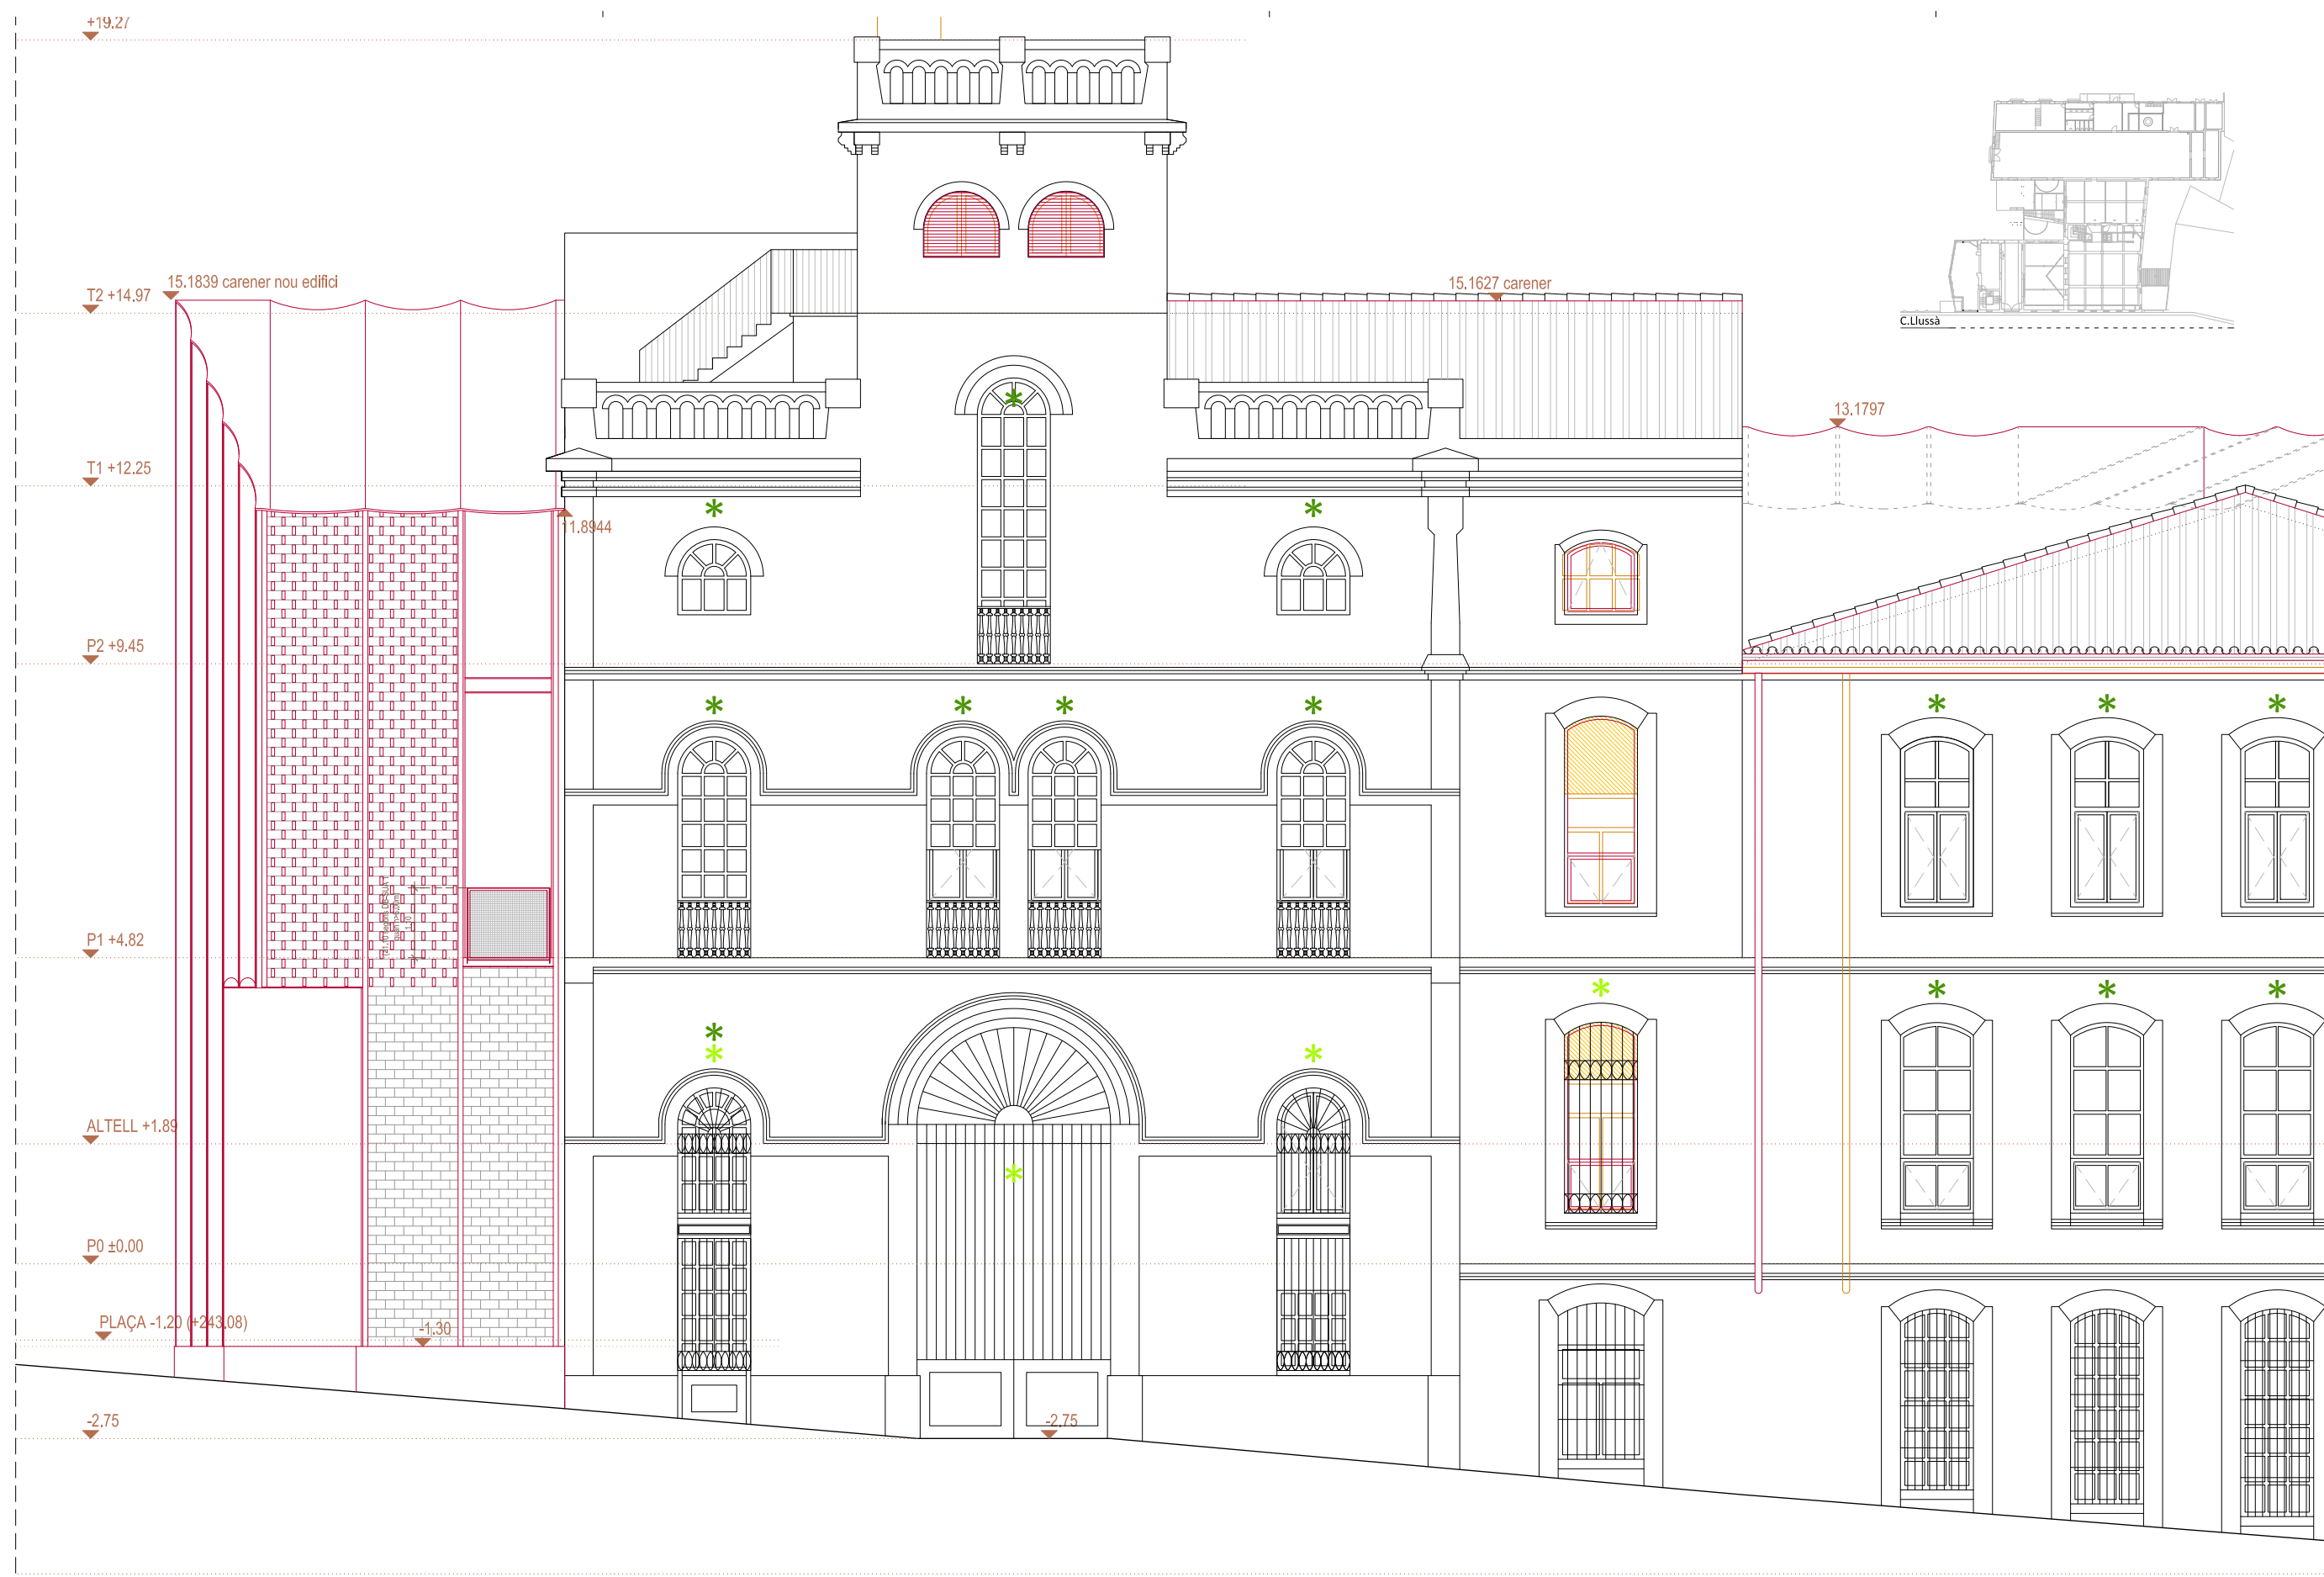 +19.27
15.1839 carener nou edifici
T2 +14.97
15.1627 carener
C.Llussà
13.1797
T1 +12.25
11.8944
P2 +9.45
P1 +4.82
1.10
ALTELL +1.89
P0 ±0.00
PLAÇA -1.20 (+243.08)
-1.30
-2.75
-2.75